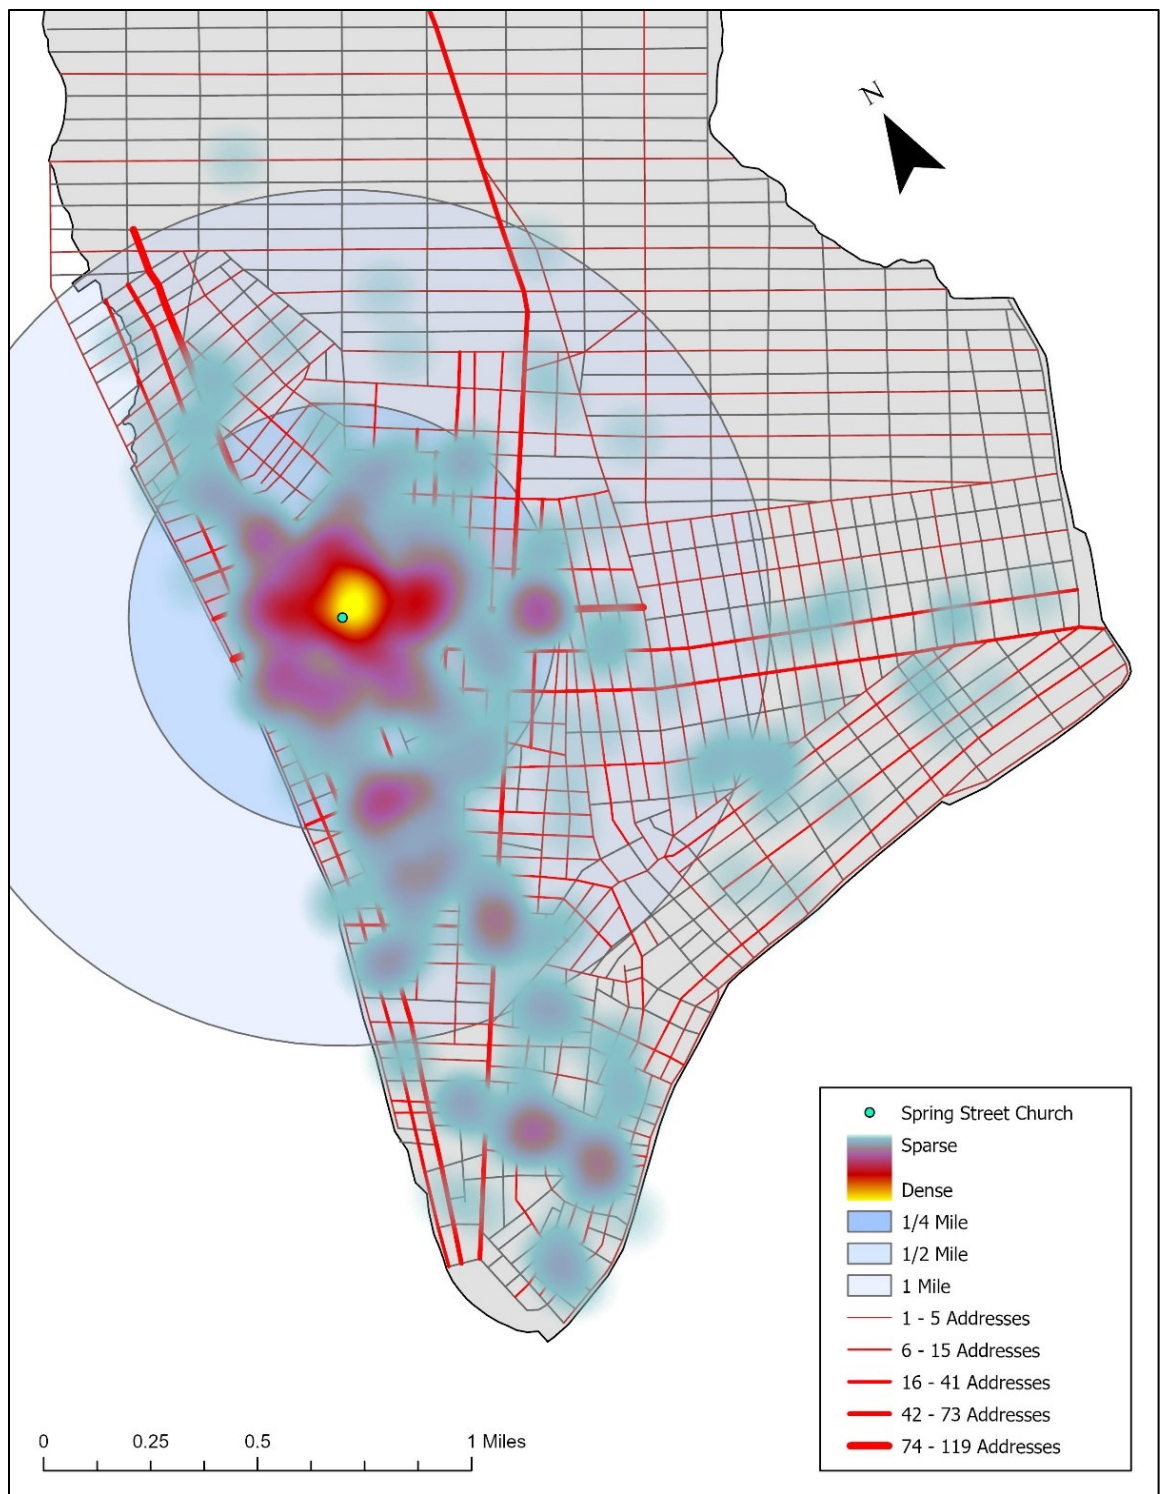 N
Spring Street Church
Sparse
Dense
1/4 Mile
1/2 Mile
1 Mile
1 - 5 Addresses
6 - 15 Addresses
16 - 41 Addresses
42 - 73 Addresses
74 - 119 Addresses
0 0.25 0.5 1 Miles